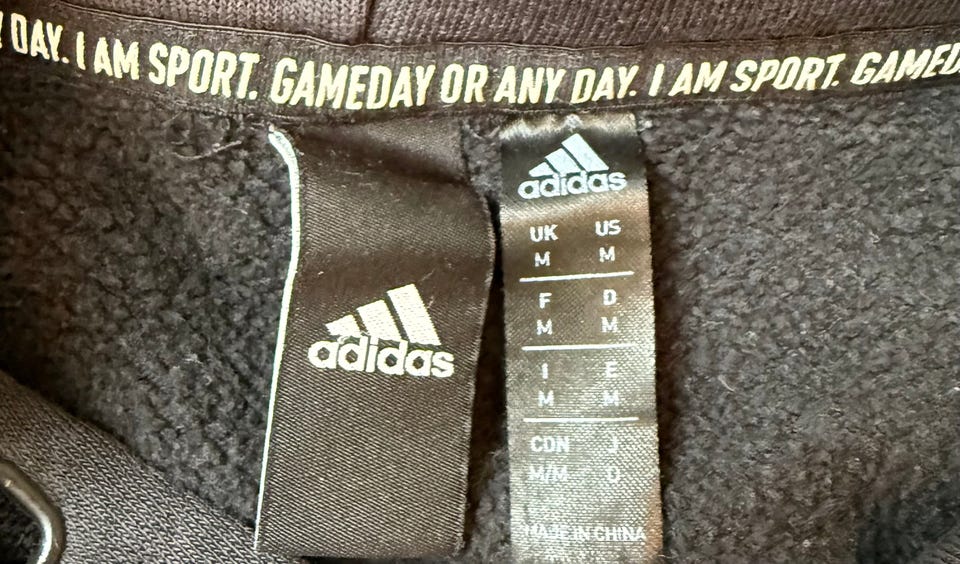 DAY. I AM SPORT. GAMEDAY OR ANY DAY. I AM SPORT. GAMED
adidas
adidas
UK US
M M
F D
M M
I E
M M
CDN J
M/M O
MADE IN CHINA